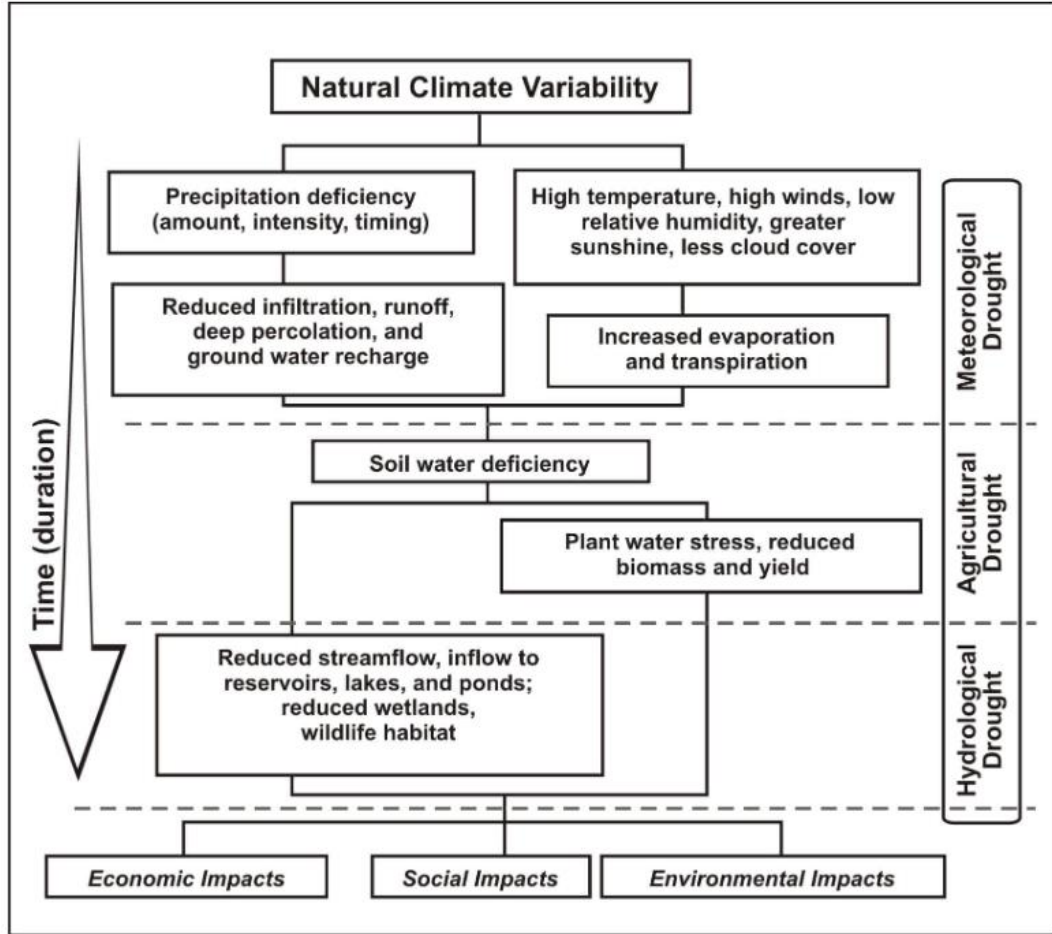 Natural Climate Variability
Precipitation deficiency
(amount, intensity, timing)
High temperature, high winds, low
relative humidity, greater
sunshine, less cloud cover
Reduced infiltration, runoff,
deep percolation, and
ground water recharge
Increased evaporation
and transpiration
Meteorological
Drought
Time (duration)
Soil water deficiency
Plant water stress, reduced
biomass and yield
Agricultural
Drought
Reduced streamflow, inflow to
reservoirs, lakes, and ponds;
reduced wetlands,
wildlife habitat
Hydrological
Drought
Economic Impacts
Social Impacts
Environmental Impacts